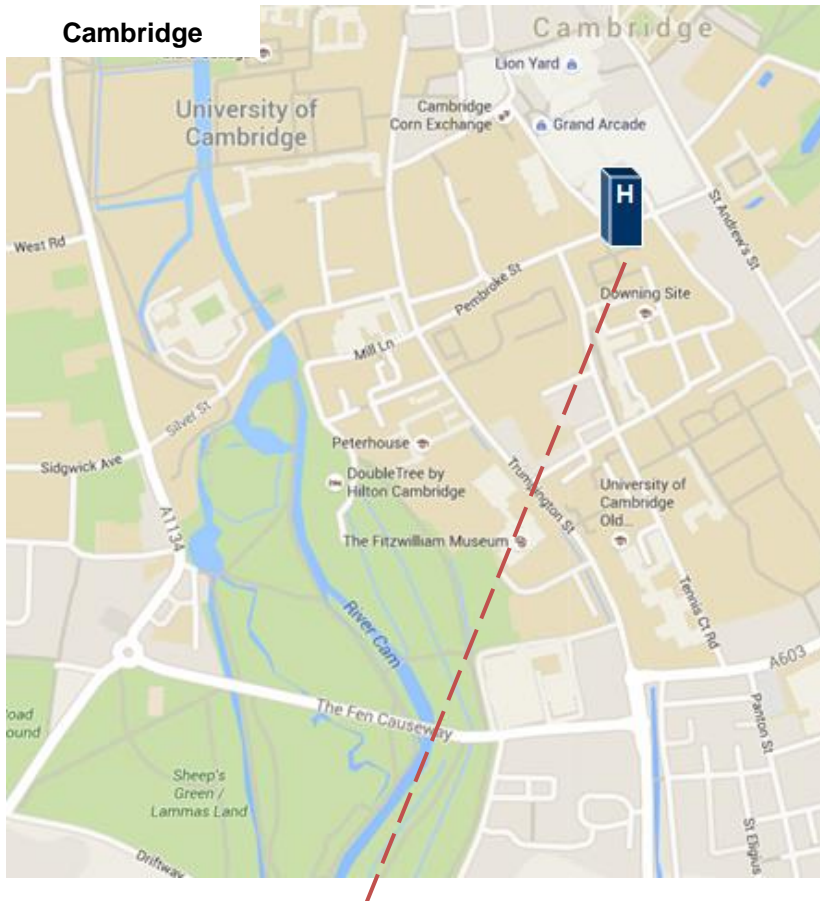 Cambridge
Cambridge
Lion Yard
University of
Cambridge
Cambridge
Corn Exchange
Grand Arcade
H
St Andrew's St
West Rd
Pembroke St
Downing Site
Mill Ln
Silver St
Peterhouse
Sidgwick Ave
DoubleTree by
Hilton Cambridge
Trumpington St
University of
Cambridge
Old...
A1134
The Fitzwilliam Museum
Tennis Ct Rd
River Cam
A603
The Fen Causeway
Panton St
Sheep's
Green /
Lammas Land
St Eligius
Driftway